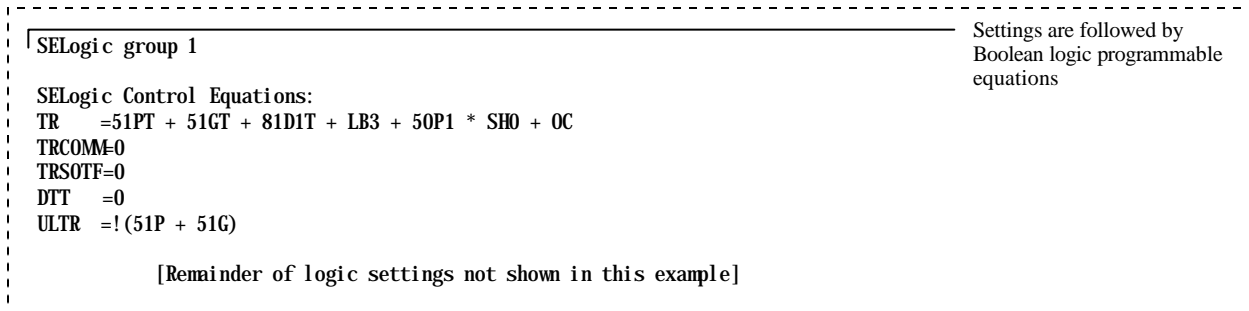 SELogic group 1
Settings are followed by
Boolean logic programmable
equations
SELogic Control Equations:
TR =51PT + 51GT + 81D1T + LB3 + 50P1 * SH0 + OC
TRCOMM=0
TRSOTF=0
DTT =0
ULTR =!(51P + 51G)
[Remainder of logic settings not shown in this example]